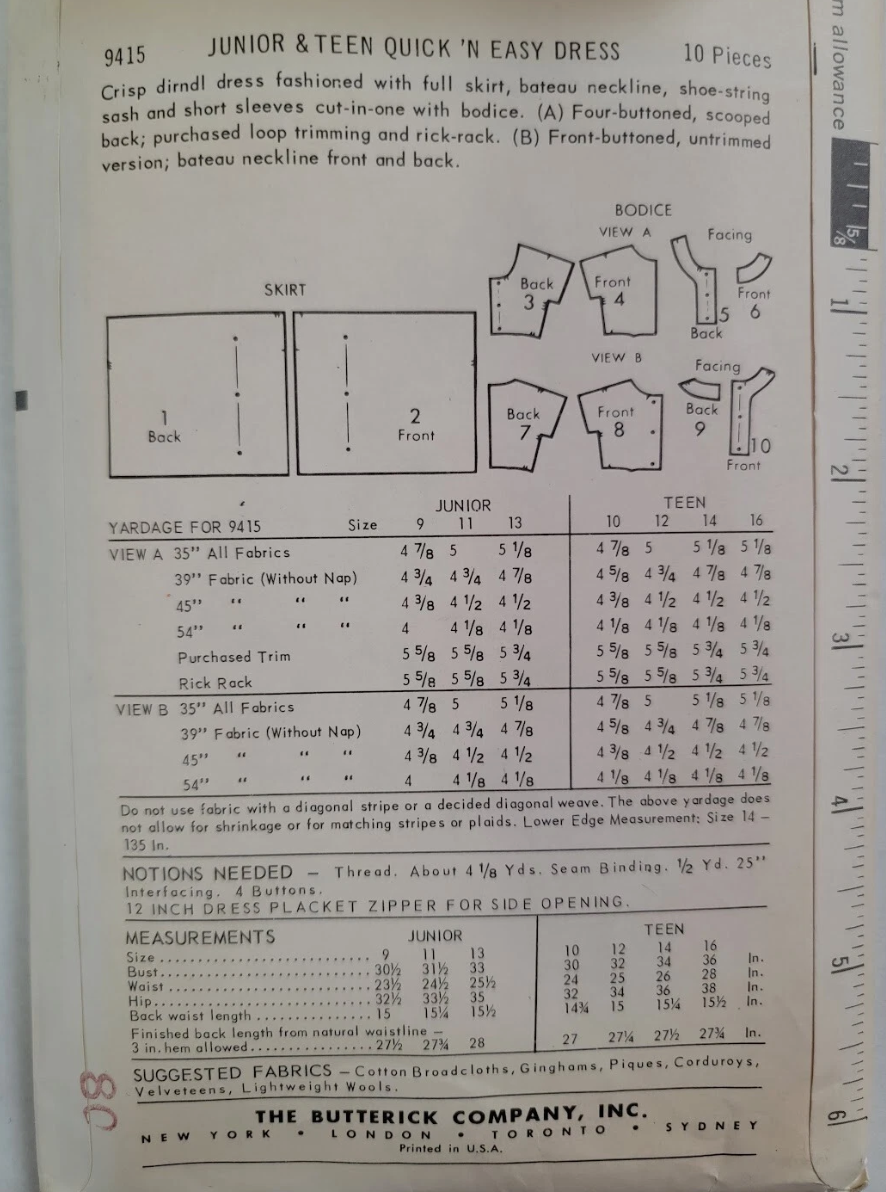 9415 JUNIOR & TEEN QUICK 'N EASY DRESS 10 Pieces
Crisp dirndl dress fashioned with full skirt, bateau neckline, shoe-string
sash and short sleeves cut-in-one with bodice. (A) Four-buttoned, scooped
back; purchased loop trimming and rick-rack. (B) Front-buttoned, untrimmed
version; bateau neckline front and back.
BODICE
VIEW A
Facing
SKIRT
Back
3
Front
4
5
Back
Front
6
VIEW B
Facing
1
Back
2
Front
Back
7
Front
8
Back
9
10
Front
JUNIOR TEEN
YARDAGE FOR 9415 Size 9 11 13 10 12 14 16
VIEW A 35" All Fabrics 4 7/8 5 5 1/8 4 7/8 5 5 1/8 5 1/8
39" Fabric (Without Nap) 4 3/4 4 3/4 4 7/8 4 5/8 4 3/4 4 7/8 4 7/8
45" " " " 4 3/8 4 1/2 4 1/2 4 3/8 4 1/2 4 1/2 4 1/2
54" " " " 4 4 1/8 4 1/8 4 1/8 4 1/8 4 1/8 4 1/8
Purchased Trim 5 5/8 5 5/8 5 3/4 5 5/8 5 5/8 5 3/4 5 3/4
Rick Rack 5 5/8 5 5/8 5 3/4 5 5/8 5 5/8 5 3/4 5 3/4
VIEW B 35" All Fabrics 4 7/8 5 5 1/8 4 7/8 5 5 1/8 5 1/8
39" Fabric (Without Nap) 4 3/4 4 3/4 4 7/8 4 5/8 4 3/4 4 7/8 4 7/8
45" " " " 4 3/8 4 1/2 4 1/2 4 3/8 4 1/2 4 1/2 4 1/2
54" " " " 4 4 1/8 4 1/8 4 1/8 4 1/8 4 1/8 4 1/8
Do not use fabric with a diagonal stripe or a decided diagonal weave. The above yardage does
not allow for shrinkage or for matching stripes or plaids. Lower Edge Measurement: Size 14 –
135 In.
NOTIONS NEEDED – Thread. About 4 1/8 Yds. Seam Binding. 1/2 Yd. 25"
Interfacing. 4 Buttons.
12 INCH DRESS PLACKET ZIPPER FOR SIDE OPENING.
MEASUREMENTS JUNIOR TEEN
Size 9 11 13 10 12 14 16
Bust 30½ 31½ 33 30 32 34 36 In.
Waist 23½ 24½ 25½ 24 25 26 28 In.
Hip 32½ 33½ 35 32 34 36 38 In.
Back waist length 15 15¼ 15½ 14¾ 15 15¼ 15½ In.
Finished back length from natural waistline –
3 in. hem allowed 27½ 27¾ 28 27 27¼ 27½ 27¾ In.
SUGGESTED FABRICS – Cotton Broadcloths, Ginghams, Piques, Corduroys,
Velveteens, Lightweight Wools.
THE BUTTERICK COMPANY, INC.
NEW YORK • LONDON • TORONTO • SYDNEY
Printed in U.S.A.
80
m allowance
5/8
1
2
3
4
5
6